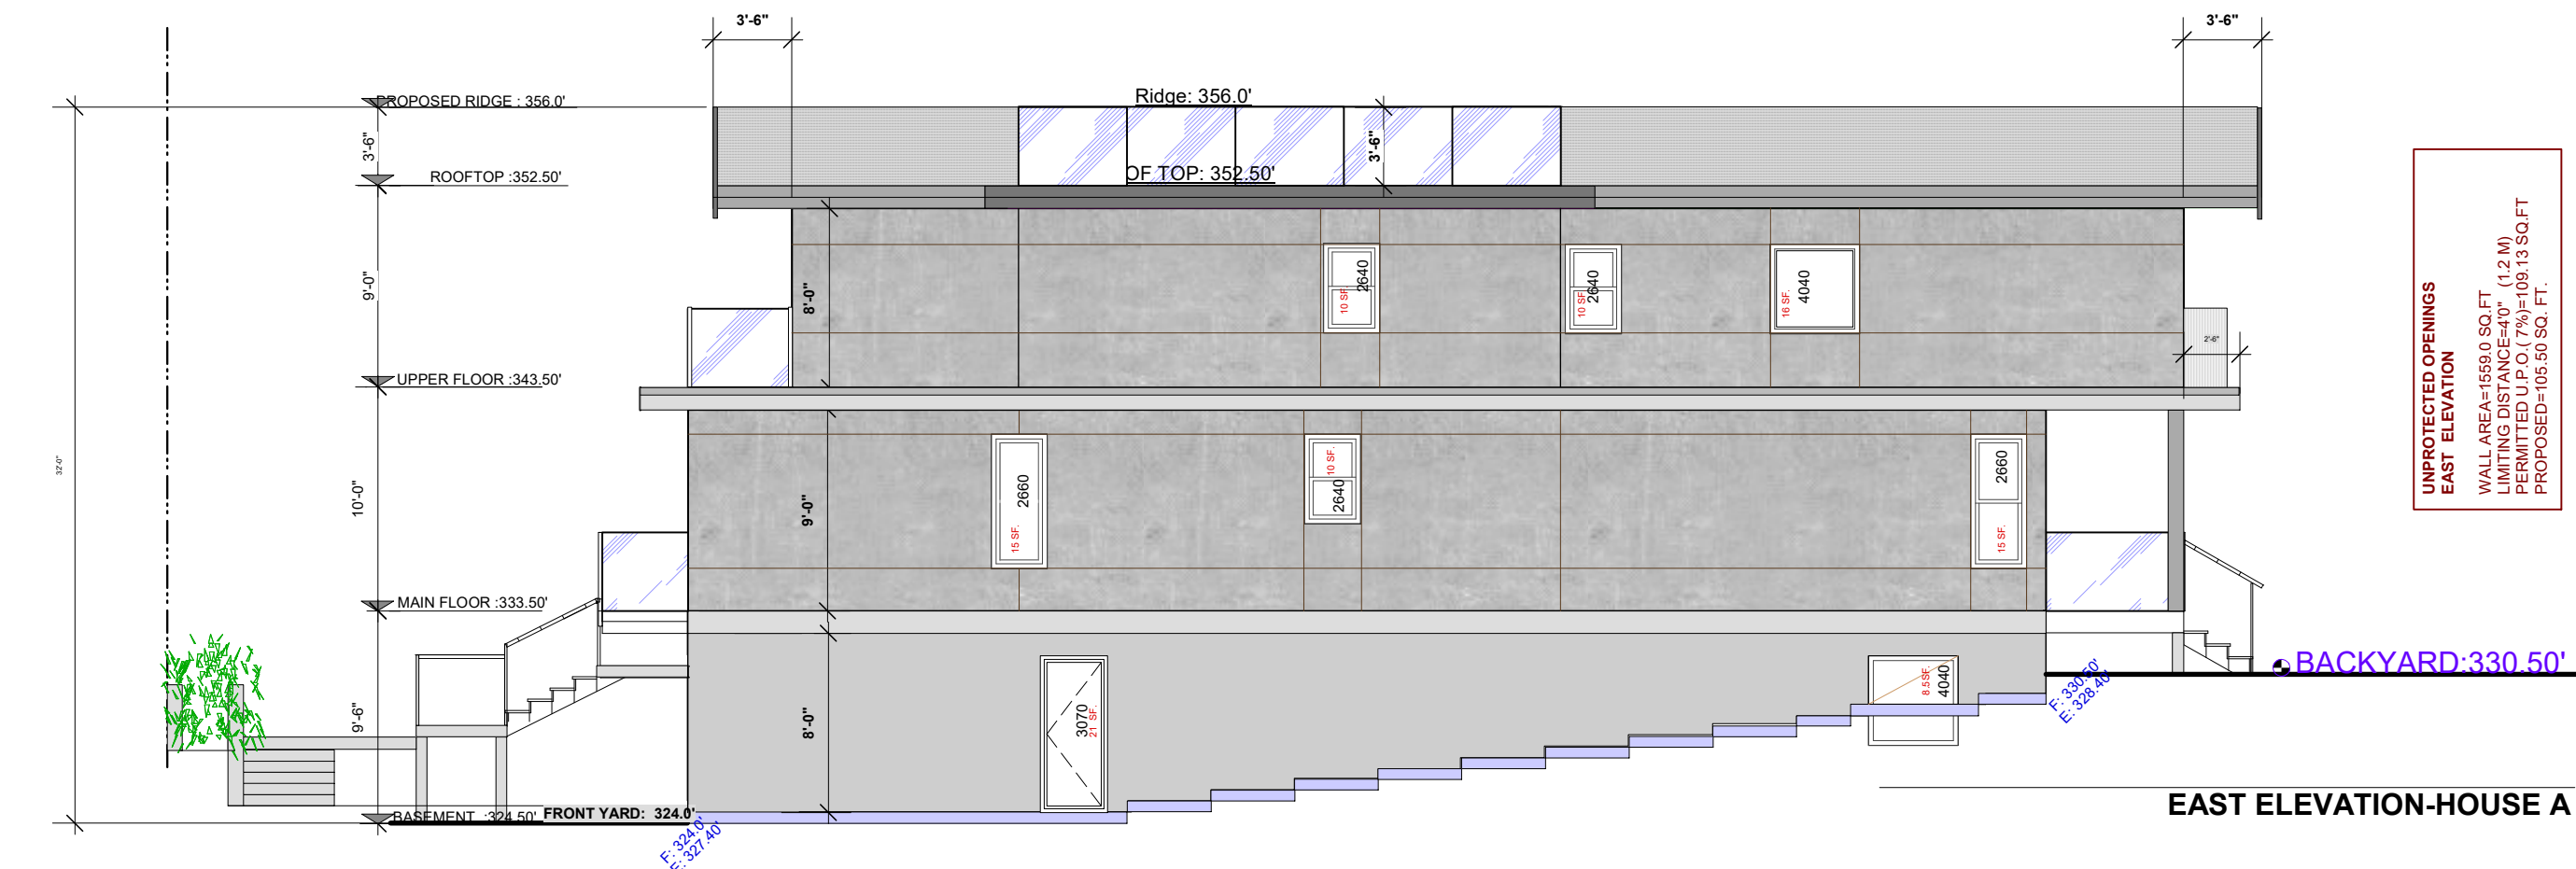 3'-6"
3'-6"
PROPOSED RIDGE : 356.0'
Ridge: 356.0'
3'-6"
3'-6"
ROOFTOP :352.50'
OF TOP: 352.50'
9'-0"
8'-0"
10 SF.
2640
10 SF.
2640
16 SF.
4040
2'-6"
UPPER FLOOR :343.50'
32'-0"
10'-0"
9'-0"
15 SF.
2660
10 SF.
2640
2660
15 SF.
MAIN FLOOR :333.50'
9'-6"
8'-0"
3070
21 SF.
8.5SF.
4040
F: 330.50'
E: 328.40'
BACKYARD:330.50'
BASEMENT :324.50'
FRONT YARD: 324.0'
F: 324.0'
E: 327.40'
UNPROTECTED OPENINGS
EAST ELEVATION
WALL AREA=1559.0 SQ.FT
LIMITING DISTANCE=4'0" (1.2 M)
PERMITTED U.P.O.( 7%)=109.13 SQ.FT
PROPOSED=105.50 SQ. FT.
EAST ELEVATION-HOUSE A